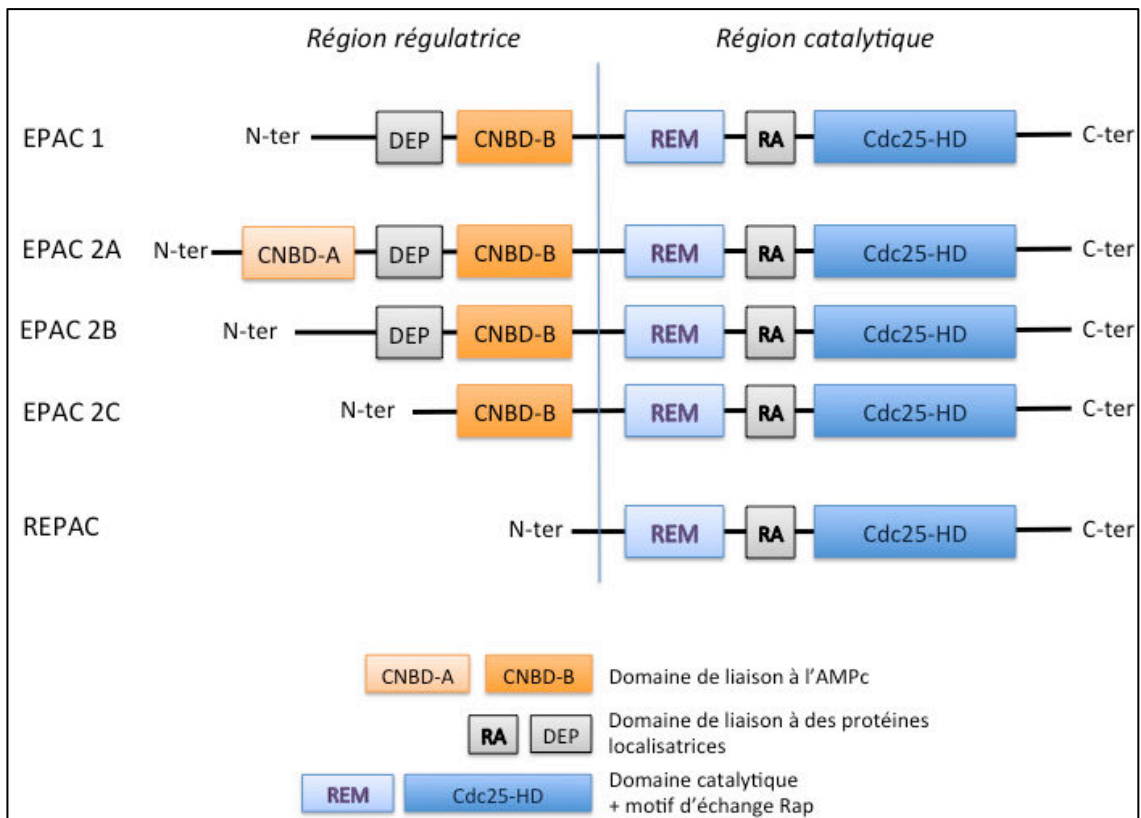 Région régulatrice Région catalytique
EPAC 1 N-ter DEP CNBD-B REM RA Cdc25-HD C-ter
EPAC 2A N-ter CNBD-A DEP CNBD-B REM RA Cdc25-HD C-ter
EPAC 2B N-ter DEP CNBD-B REM RA Cdc25-HD C-ter
EPAC 2C N-ter CNBD-B REM RA Cdc25-HD C-ter
REPAC N-ter REM RA Cdc25-HD C-ter
CNBD-A CNBD-B Domaine de liaison à l'AMPc
RA DEP Domaine de liaison à des protéines
localisatrices
REM Cdc25-HD Domaine catalytique
+ motif d'échange Rap